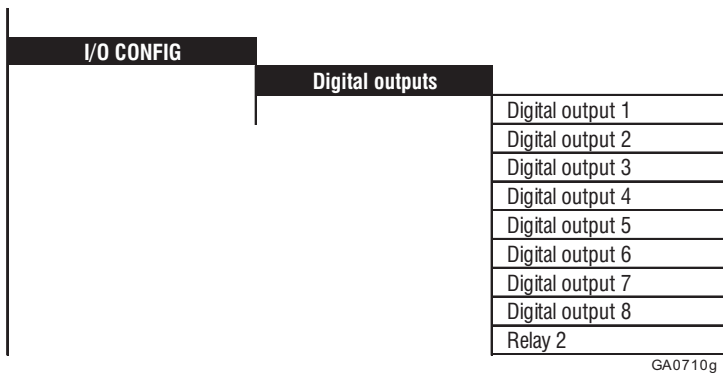 I/O CONFIG
Digital outputs
Digital output 1
Digital output 2
Digital output 3
Digital output 4
Digital output 5
Digital output 6
Digital output 7
Digital output 8
Relay 2
GA0710g